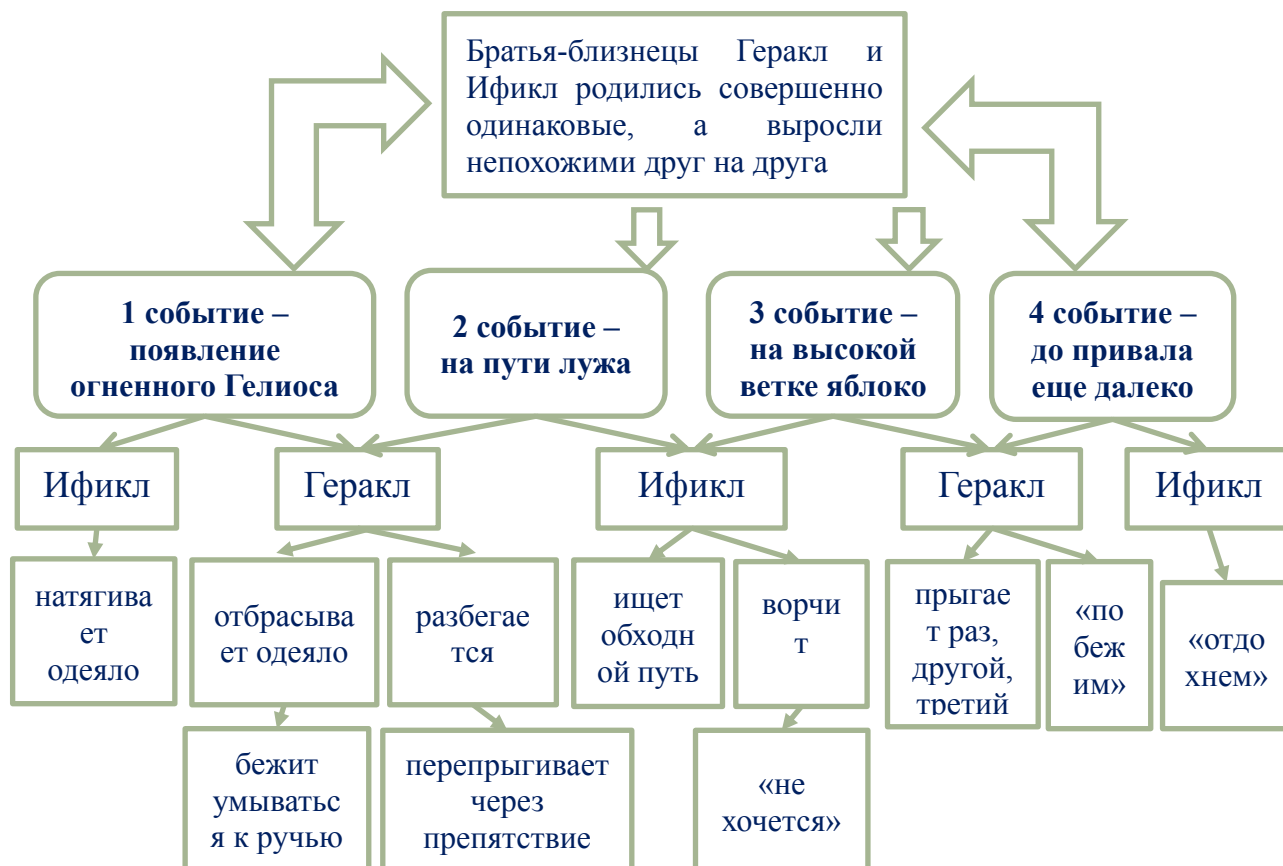 Братья-близнецы Геракл и
Ификл родились совершенно
одинаковые, а выросли
непохожими друг на друга
1 событие –
появление
огненного Гелиоса
2 событие –
на пути лужа
3 событие –
на высокой
ветке яблоко
4 событие –
до привала
еще далеко
Ификл
Геракл
Ификл
Геракл
Ификл
натягива
ет
одеяло
отбрасыва
ет одеяло
разбегае
тся
ищет
обходн
ой путь
ворчи
т
прыгае
т раз,
другой,
третий
«по
беж
им»
«отдо
хнем»
бежит
умыватьс
я к ручью
перепрыгивает
через
препятствие
«не
хочется»